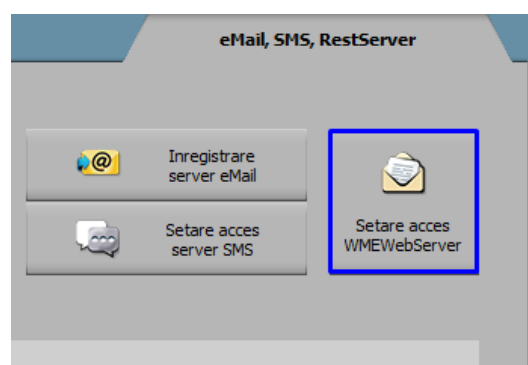 eMail, SMS, RestServer
Inregistrare
server eMail
Setare acces
server SMS
Setare acces
WMEWebServer